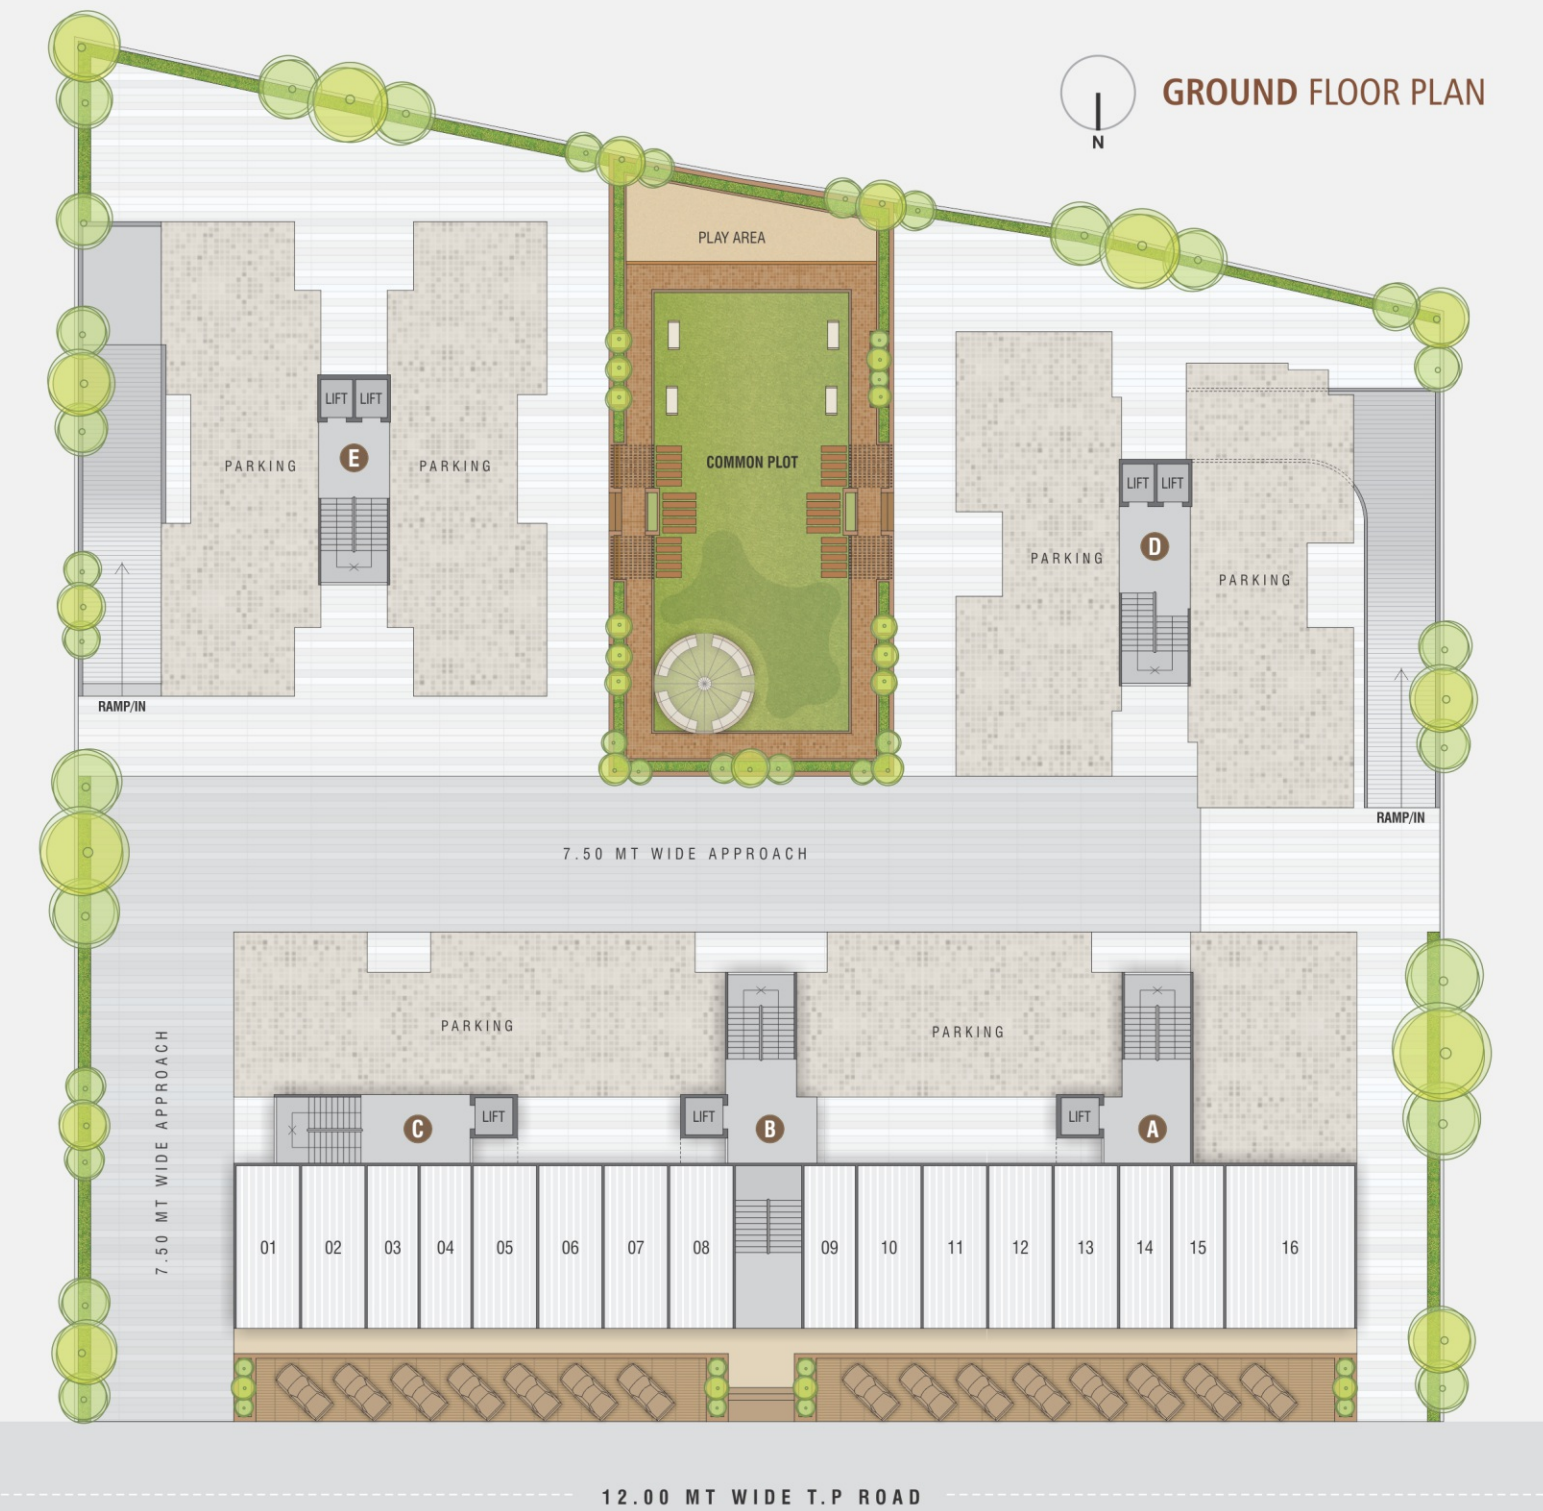 GROUND FLOOR PLAN
N
PLAY AREA
LIFT LIFT
E
PARKING PARKING
COMMON PLOT
LIFT LIFT
D
PARKING
PARKING
RAMP/IN
RAMP/IN
7.50 MT WIDE APPROACH
7.50 MT WIDE APPROACH
PARKING
PARKING
LIFT
LIFT
LIFT
C
B
A
01 02 03 04 05 06 07 08 09 10 11 12 13 14 15 16
12.00 MT WIDE T.P ROAD